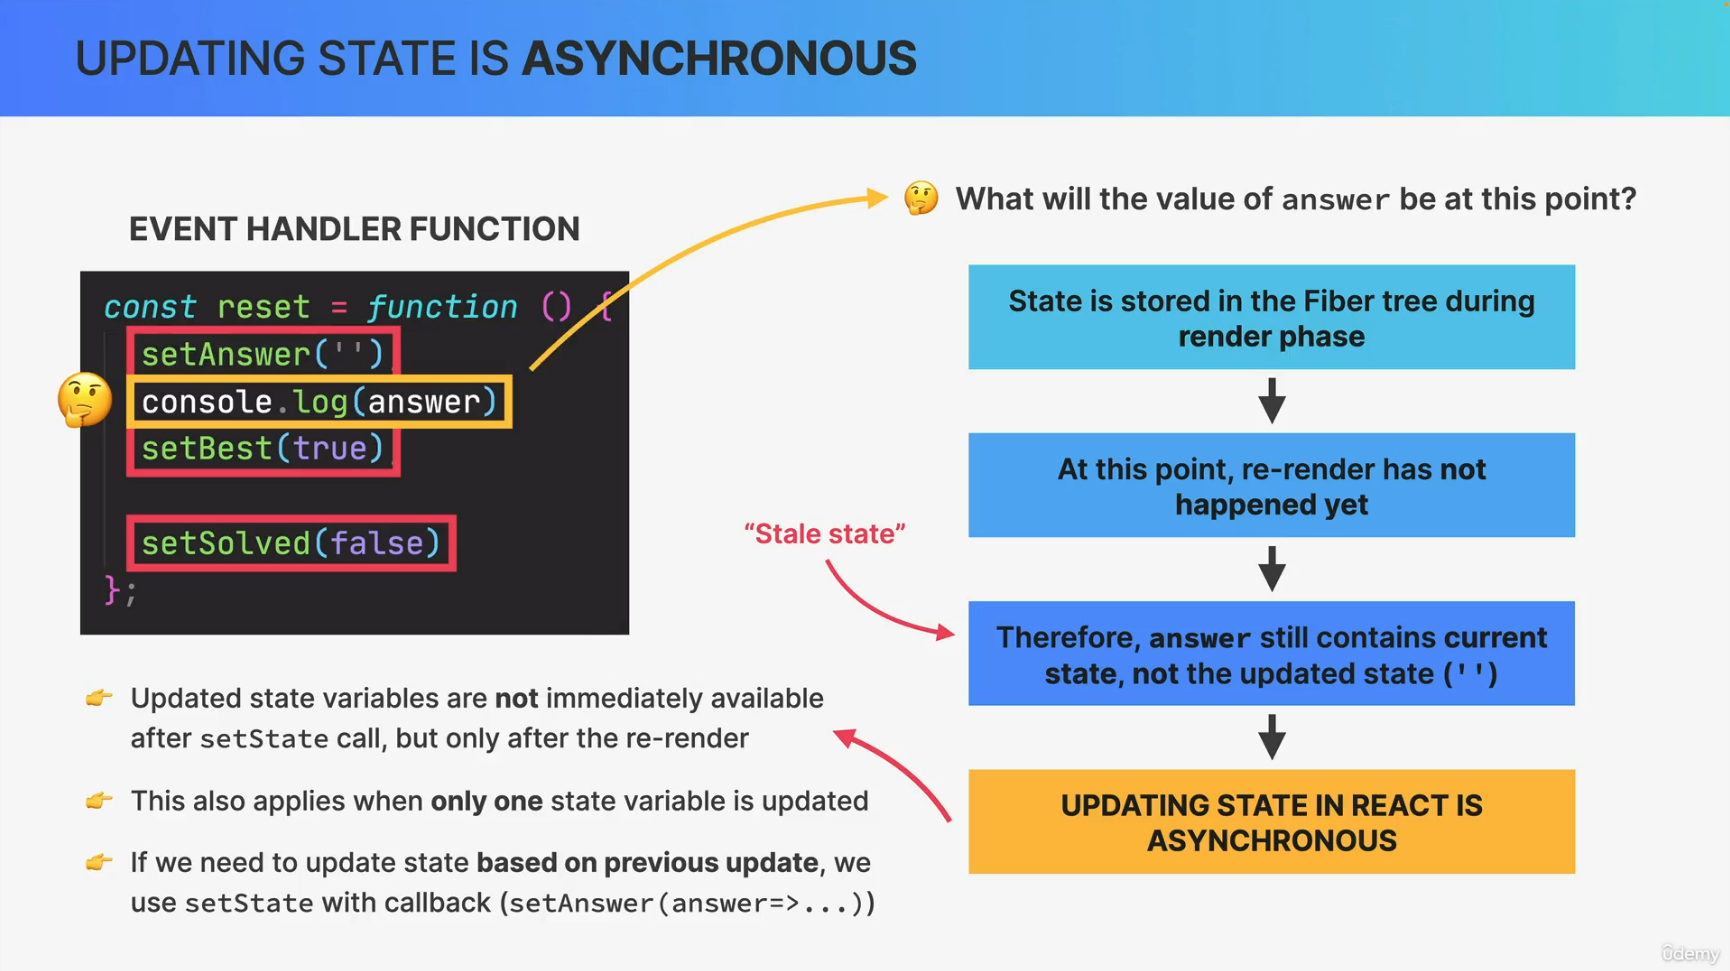 UPDATING STATE IS ASYNCHRONOUS
EVENT HANDLER FUNCTION
const reset = function () {
setAnswer('')
console.log(answer)
setBest(true)
setSolved(false)
};
Updated state variables are not immediately available
after setState call, but only after the re-render
This also applies when only one state variable is updated
If we need to update state based on previous update, we
use setState with callback (setAnswer(answer=>...))
What will the value of answer be at this point?
State is stored in the Fiber tree during
render phase
At this point, re-render has not
happened yet
“Stale state”
Therefore, answer still contains current
state, not the updated state ('')
UPDATING STATE IN REACT IS
ASYNCHRONOUS
ûdemy